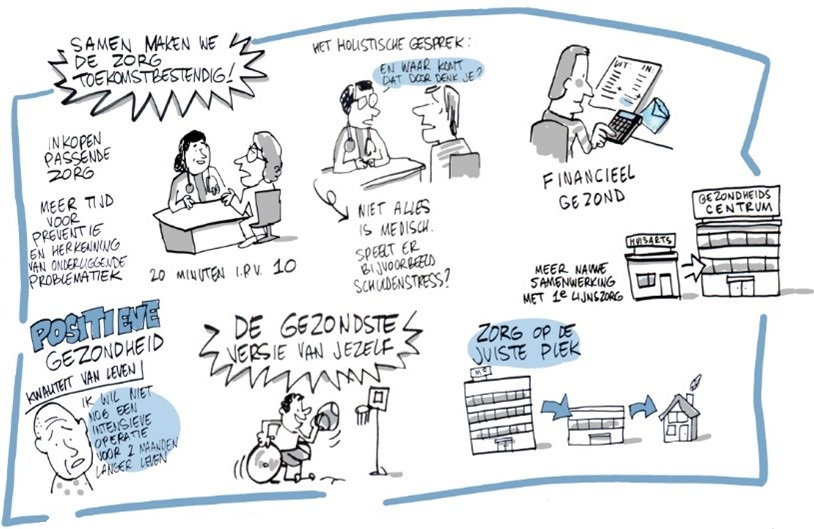 SAMEN MAKEN WE
DE ZORG
TOEKOMSTBESTENDIG!
INKOPEN
PASSENDE
ZORG
MEER TIJD
VOOR
PREVENTIE
EN HERKENNING
VAN ONDERLIGGENDE
PROBLEMATIEK
20 MINUTEN I.P.V. 10
HET HOLISTISCHE GESPREK:
EN WAAR KOMT
DAT DOOR DENK JE?
NIET ALLES
IS MEDISCH.
SPEELT ER
BIJVOORBEELD
SCHULDENSTRESS?
UIT: IN:
FINANCIEEL
GEZOND
GEZONDHEIDS
CENTRUM
HUISARTS
MEER NAUWE
SAMENWERKING
MET 1e LIJNSZORG
POSITIEVE
GEZONDHEID
KWALITEIT VAN LEVEN
IK WIL NIET
NOG EEN
INTENSIEVE
OPERATIE
VOOR 2 MAANDEN
LANGER LEVEN
DE GEZONDSTE
VERSIE VAN JEZELF
ZORG OP DE
JUISTE PLEK